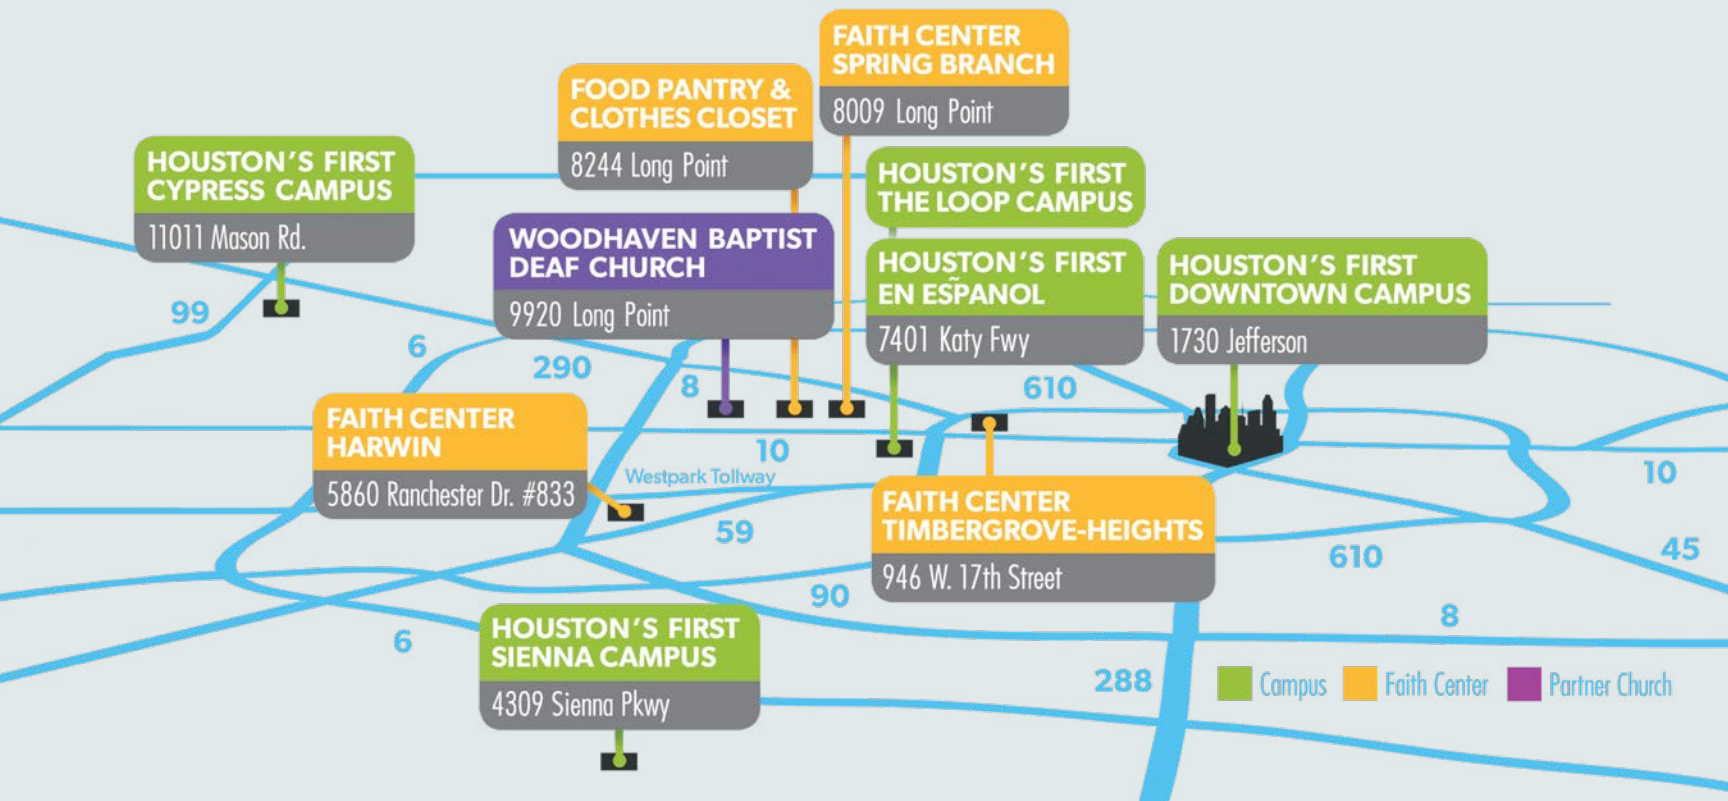 FAITH CENTER
SPRING BRANCH
8009 Long Point
FOOD PANTRY &
CLOTHES CLOSET
8244 Long Point
HOUSTON'S FIRST
CYPRESS CAMPUS
11011 Mason Rd.
HOUSTON'S FIRST
THE LOOP CAMPUS
WOODHAVEN BAPTIST
DEAF CHURCH
9920 Long Point
HOUSTON'S FIRST
EN ESPAÑOL
7401 Katy Fwy
HOUSTON'S FIRST
DOWNTOWN CAMPUS
1730 Jefferson
99
6
290
8
610
FAITH CENTER
HARWIN
5860 Ranchester Dr. #833
10
Westpark Tollway
10
FAITH CENTER
TIMBERGROVE-HEIGHTS
946 W. 17th Street
59
610
45
90
8
6
HOUSTON'S FIRST
SIENNA CAMPUS
4309 Sienna Pkwy
288
Campus
Faith Center
Partner Church